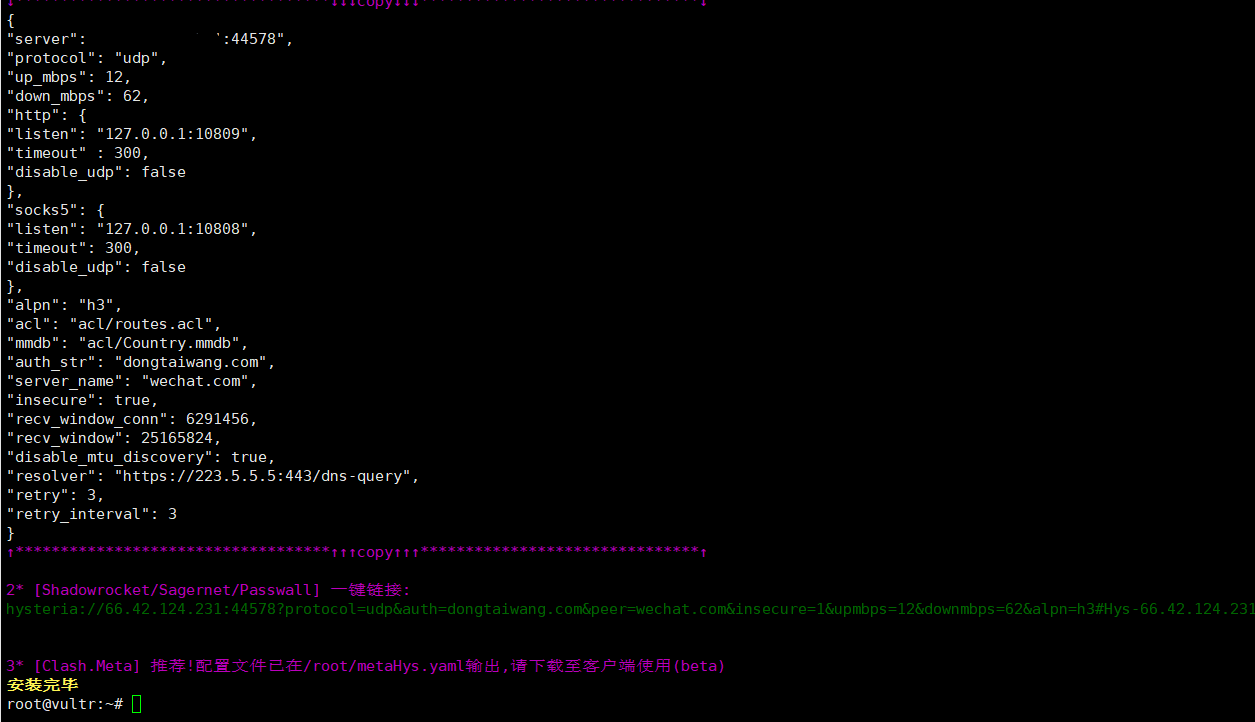 ↓***********************************↓↓↓copy↓↓↓*******************************↓
{
"server": ":44578",
"protocol": "udp",
"up_mbps": 12,
"down_mbps": 62,
"http": {
"listen": "127.0.0.1:10809",
"timeout" : 300,
"disable_udp": false
},
"socks5": {
"listen": "127.0.0.1:10808",
"timeout": 300,
"disable_udp": false
},
"alpn": "h3",
"acl": "acl/routes.acl",
"mmdb": "acl/Country.mmdb",
"auth_str": "dongtaiwang.com",
"server_name": "wechat.com",
"insecure": true,
"recv_window_conn": 6291456,
"recv_window": 25165824,
"disable_mtu_discovery": true,
"resolver": "https://223.5.5.5:443/dns-query",
"retry": 3,
"retry_interval": 3
}
↑***********************************↑↑↑copy↑↑↑*******************************↑
2* [Shadowrocket/Sagernet/Passwall] 一键链接:
hysteria://66.42.124.231:44578?protocol=udp&auth=dongtaiwang.com&peer=wechat.com&insecure=1&upmbps=12&downmbps=62&alpn=h3#Hys-66.42.124.231
3* [Clash.Meta] 推荐!配置文件已在/root/metaHys.yaml输出,请下载至客户端使用(beta)
安装完毕
root@vultr:~#